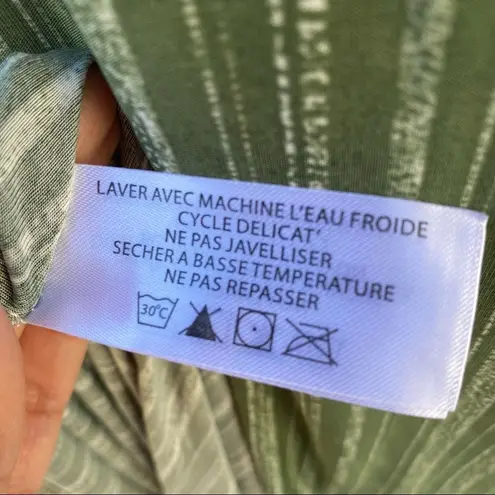 LAVER AVEC MACHINE L'EAU FROIDE
CYCLE DELICAT'
NE PAS JAVELLISER
SECHER A BASSE TEMPERATURE
NE PAS REPASSER
30°C